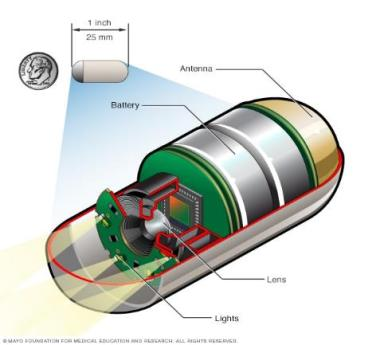 1 inch
25 mm
Antenna
Battery
Lens
Lights
© MAYO FOUNDATION FOR MEDICAL EDUCATION AND RESEARCH. ALL RIGHTS RESERVED.